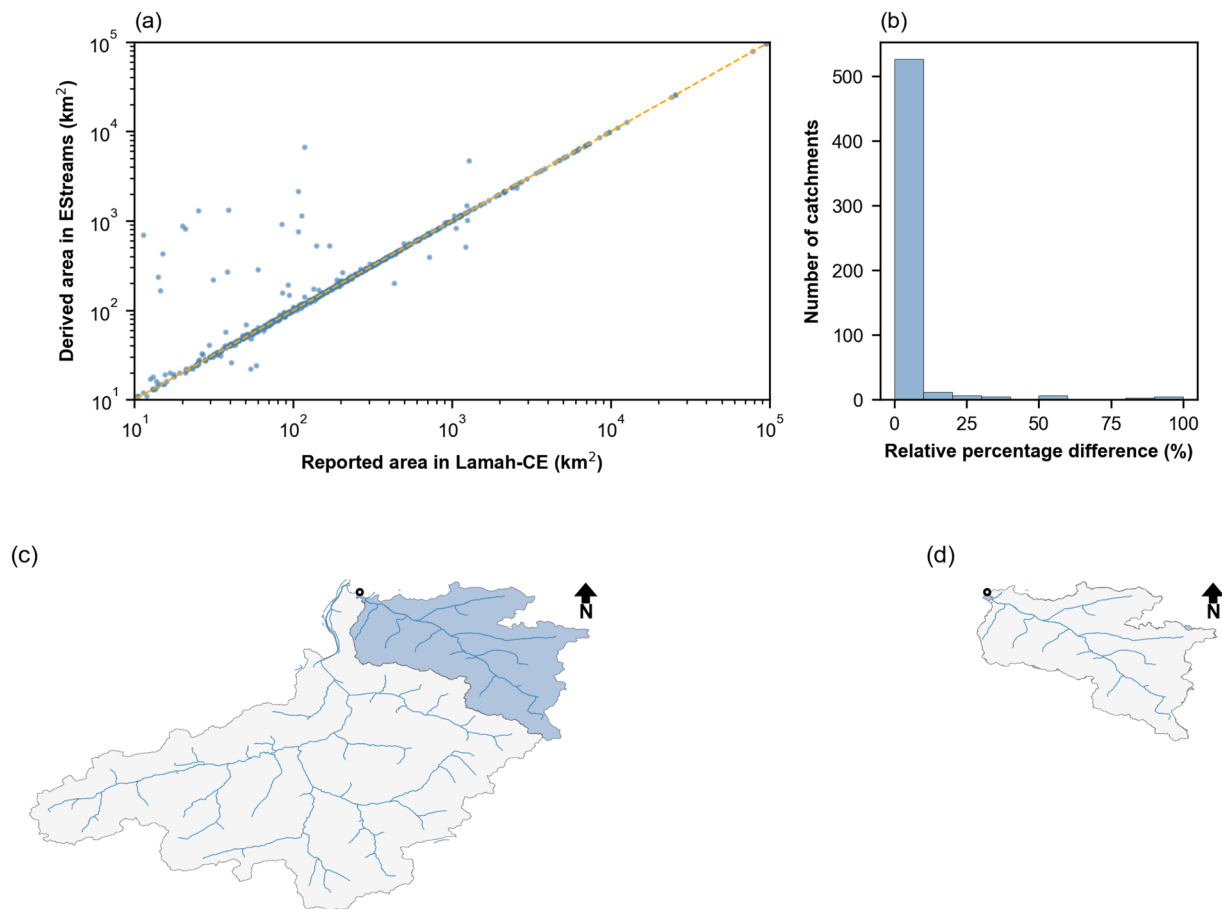 (a)
10^5
10^4
10^3
10^2
10^1
Derived area in EStreams (km^2)
10^1 10^2 10^3 10^4 10^5
Reported area in Lamah-CE (km^2)
(b)
500
400
300
200
100
0
Number of catchments
0 25 50 75 100
Relative percentage difference (%)
(c)
N
(d)
N